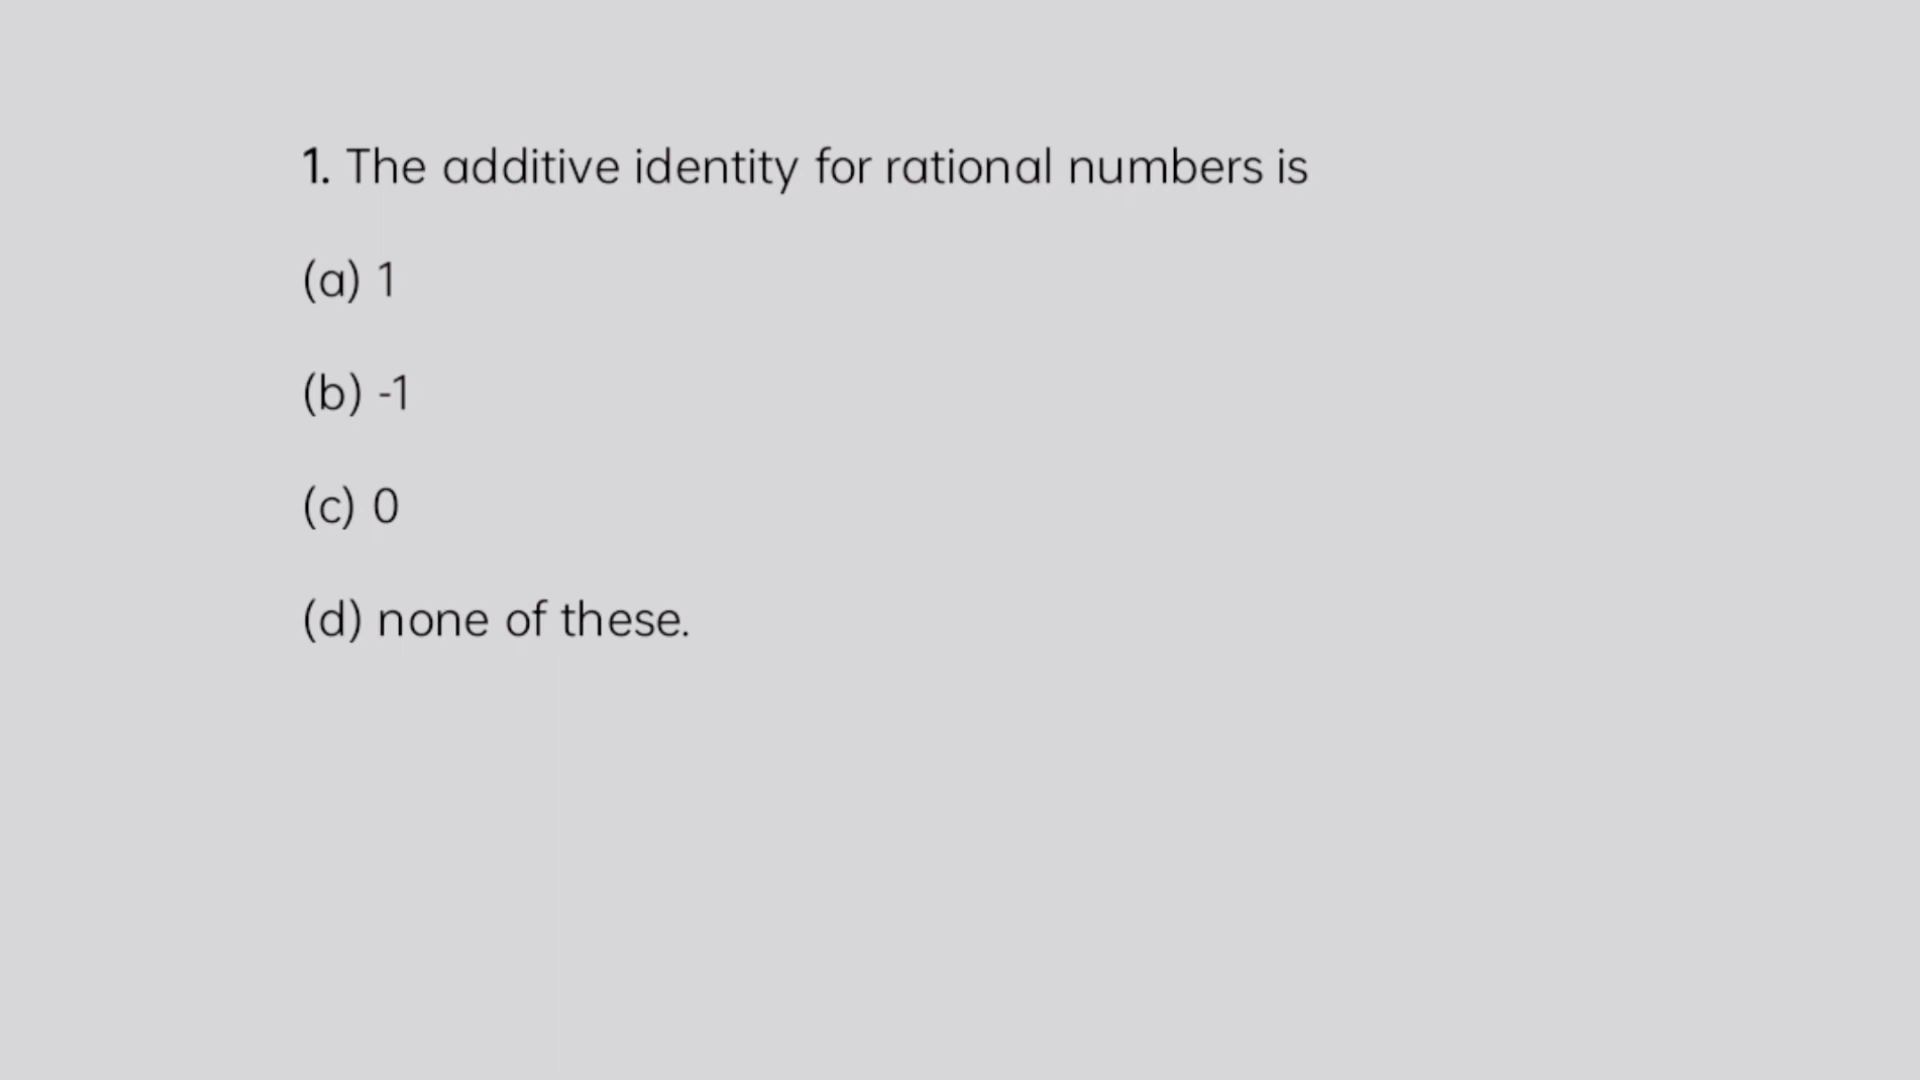 1. The additive identity for rational numbers is
(a) 1
(b) -1
(c) 0
(d) none of these.